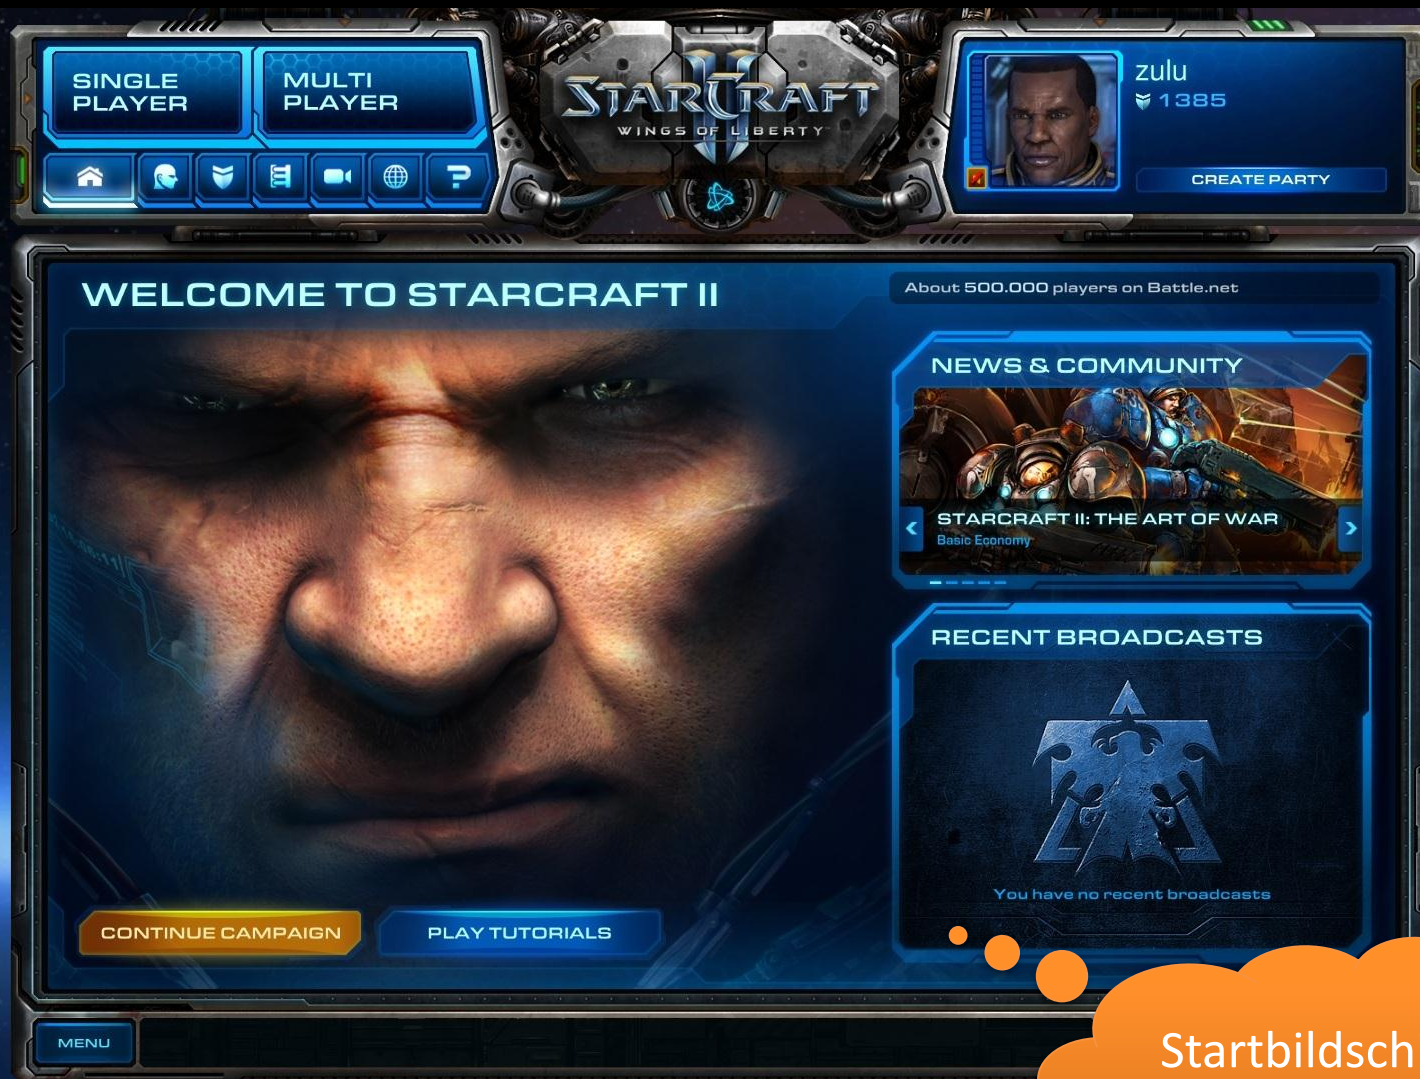 SINGLE
PLAYER
MULTI
PLAYER
STARCRAFT
II
WINGS OF LIBERTY
zulu
1385
CREATE PARTY
WELCOME TO STARCRAFT II
About 500.000 players on Battle.net
NEWS & COMMUNITY
STARCRAFT II: THE ART OF WAR
Basic Economy
RECENT BROADCASTS
You have no recent broadcasts
CONTINUE CAMPAIGN
PLAY TUTORIALS
MENU
Startbildsch